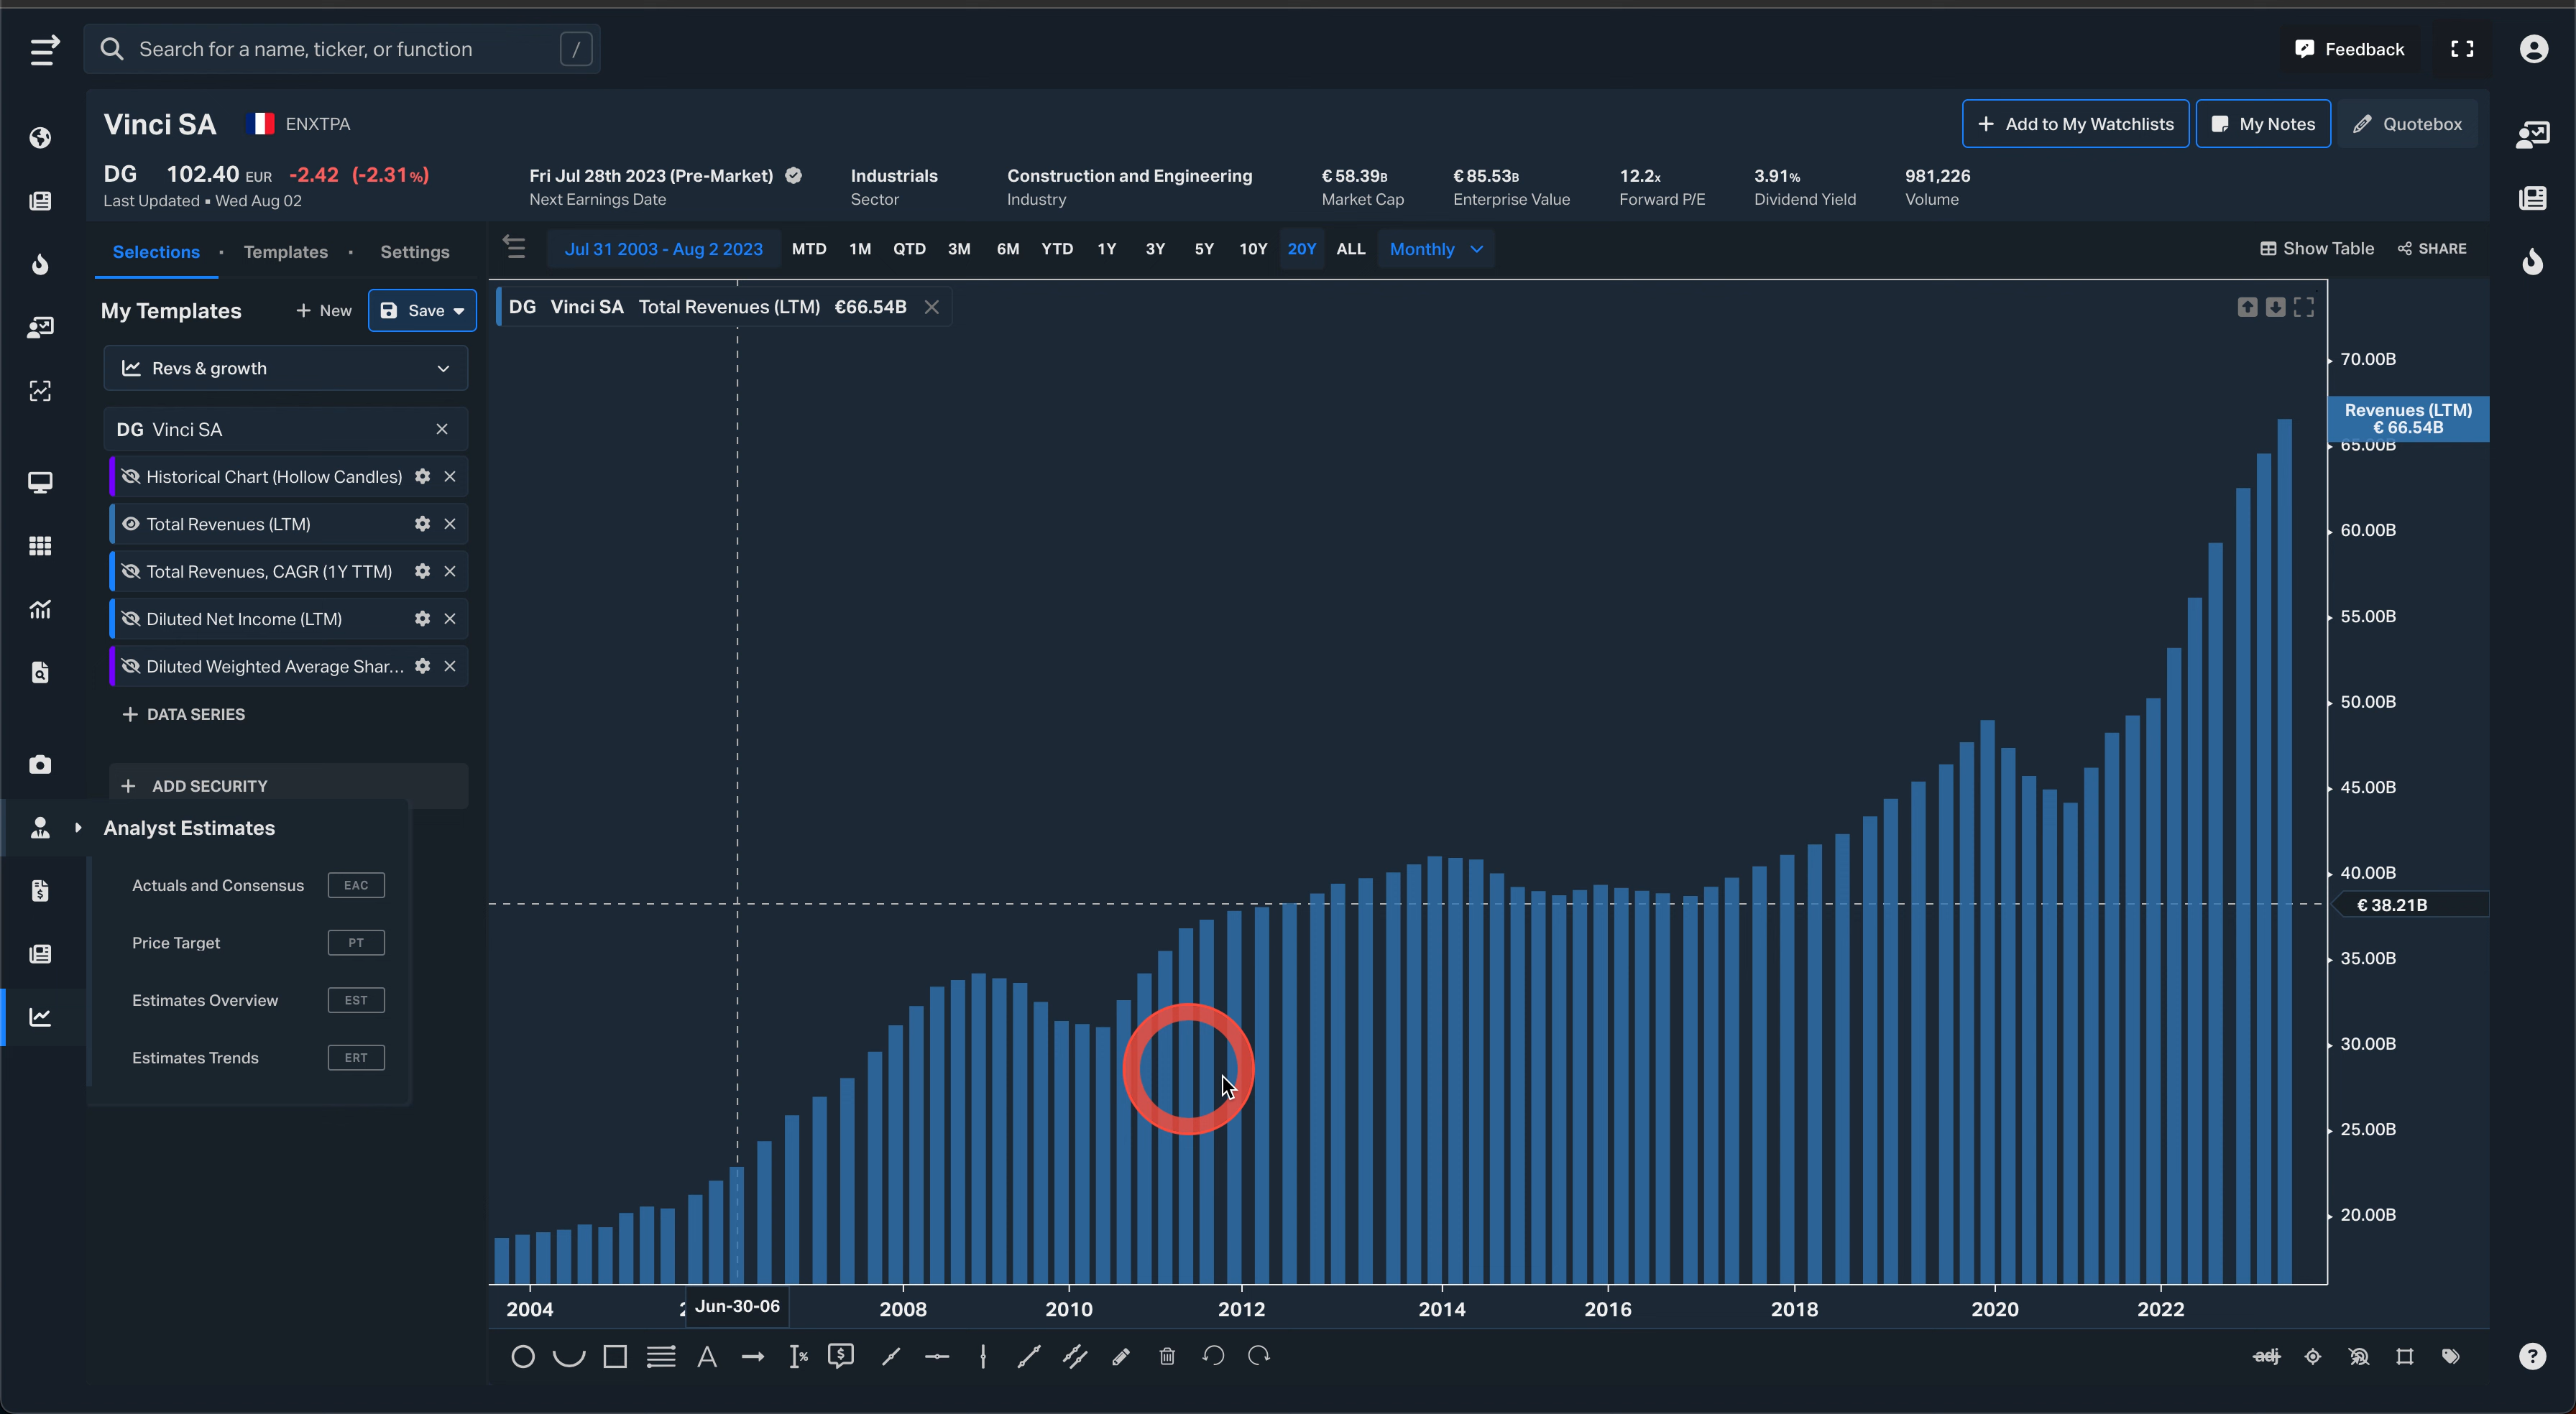 Search for a name, ticker, or function /
Feedback
Vinci SA ENXTPA
+ Add to My Watchlists My Notes Quotebox
DG 102.40 EUR -2.42 (-2.31%)
Last Updated ▪ Wed Aug 02
Fri Jul 28th 2023 (Pre-Market)
Next Earnings Date
Industrials
Sector
Construction and Engineering
Industry
€58.39B
Market Cap
€85.53B
Enterprise Value
12.2x
Forward P/E
3.91%
Dividend Yield
981,226
Volume
Selections · Templates · Settings
Jul 31 2003 - Aug 2 2023 MTD 1M QTD 3M 6M YTD 1Y 3Y 5Y 10Y 20Y ALL Monthly
Show Table SHARE
My Templates + New Save
Revs & growth
DG Vinci SA
Historical Chart (Hollow Candles)
Total Revenues (LTM)
Total Revenues, CAGR (1Y TTM)
Diluted Net Income (LTM)
Diluted Weighted Average Shar...
+ DATA SERIES
+ ADD SECURITY
Analyst Estimates
Actuals and Consensus EAC
Price Target PT
Estimates Overview EST
Estimates Trends ERT
DG Vinci SA Total Revenues (LTM) €66.54B
70.00B
Revenues (LTM)
€ 66.54B
65.00B
60.00B
55.00B
50.00B
45.00B
40.00B
€ 38.21B
35.00B
30.00B
25.00B
20.00B
2004 2 Jun-30-06 2008 2010 2012 2014 2016 2018 2020 2022
A
%
$
adj
?